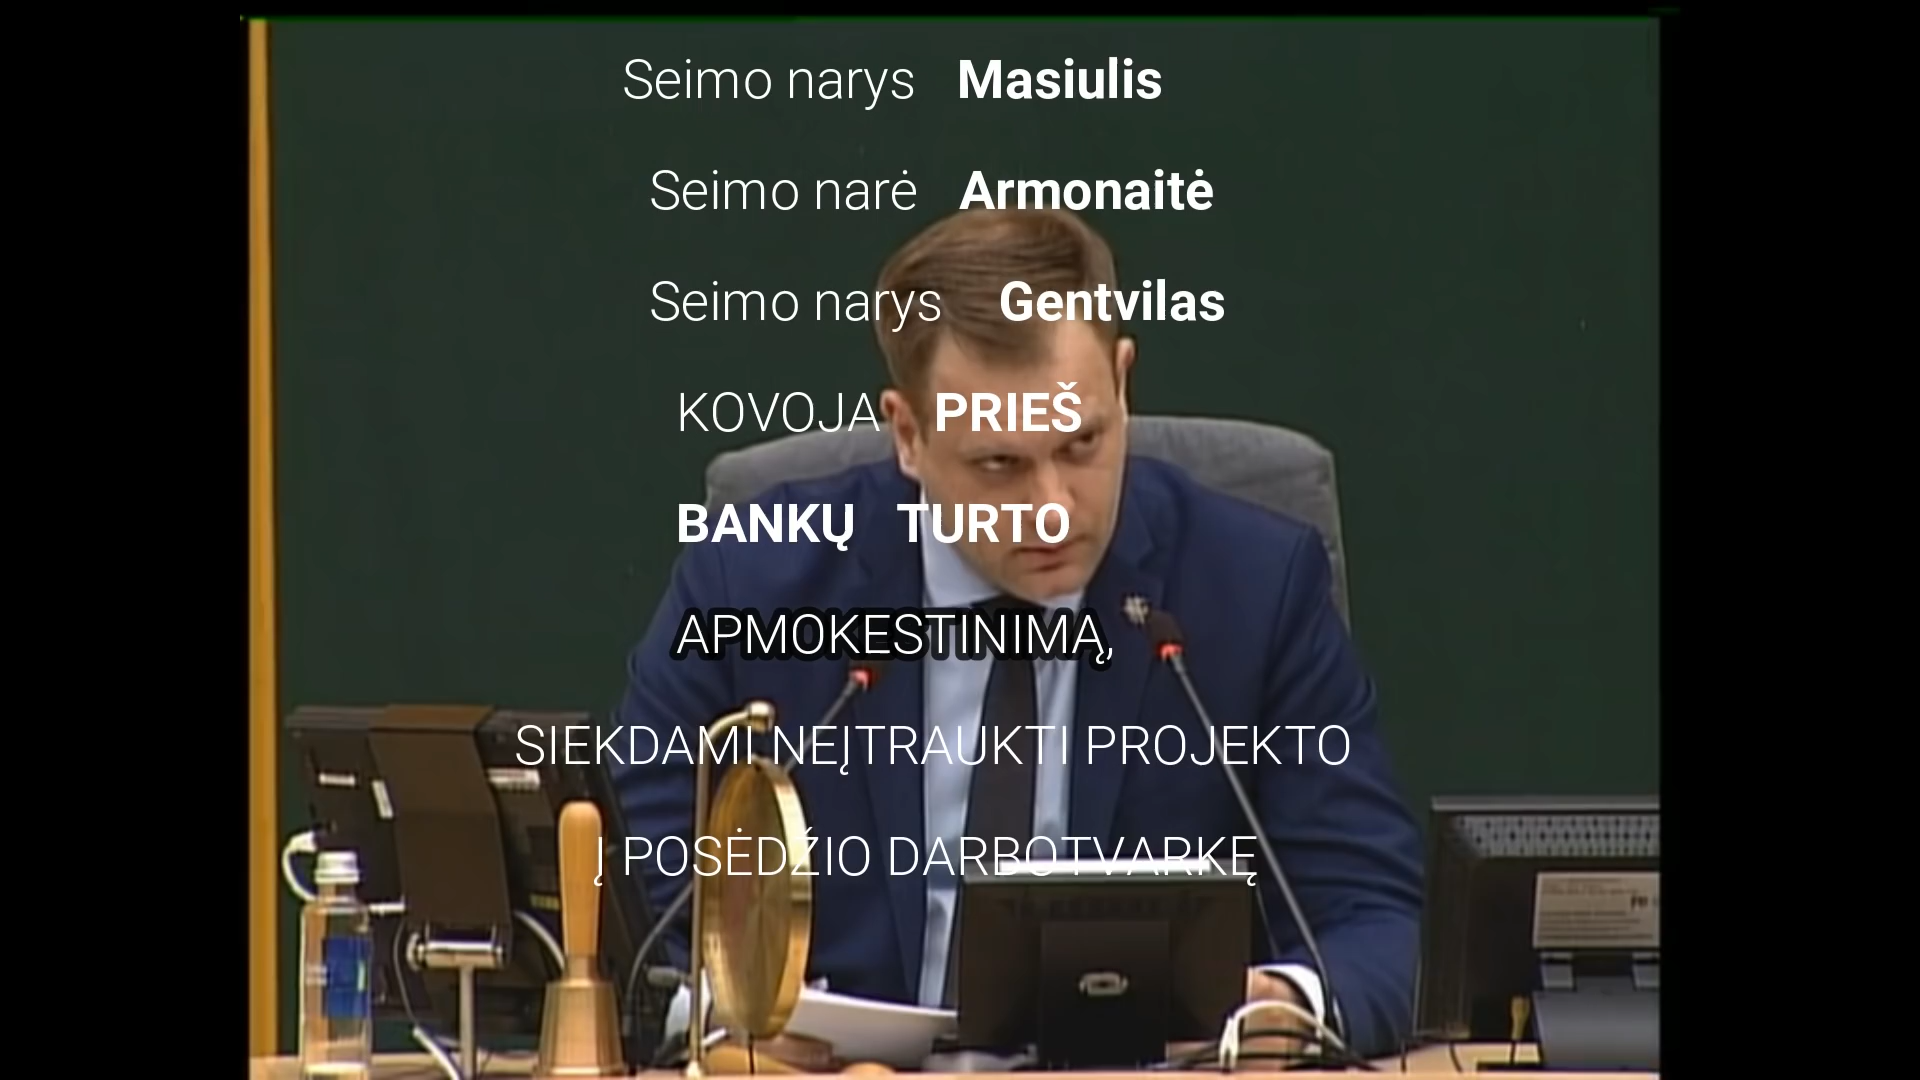 Seimo narys Masiulis
Seimo narė Armonaitė
Seimo narys Gentvilas
KOVOJA PRIEŠ
BANKŲ TURTO
APMOKESTINIMĄ,
SIEKDAMI NEĮTRAUKTI PROJEKTO
Į POSĖDŽIO DARBOTVARKĘ